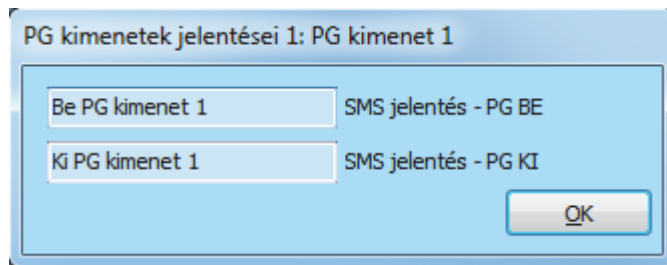 PG kimenetek jelentései 1: PG kimenet 1
Be PG kimenet 1 SMS jelentés - PG BE
Ki PG kimenet 1 SMS jelentés - PG KI
OK